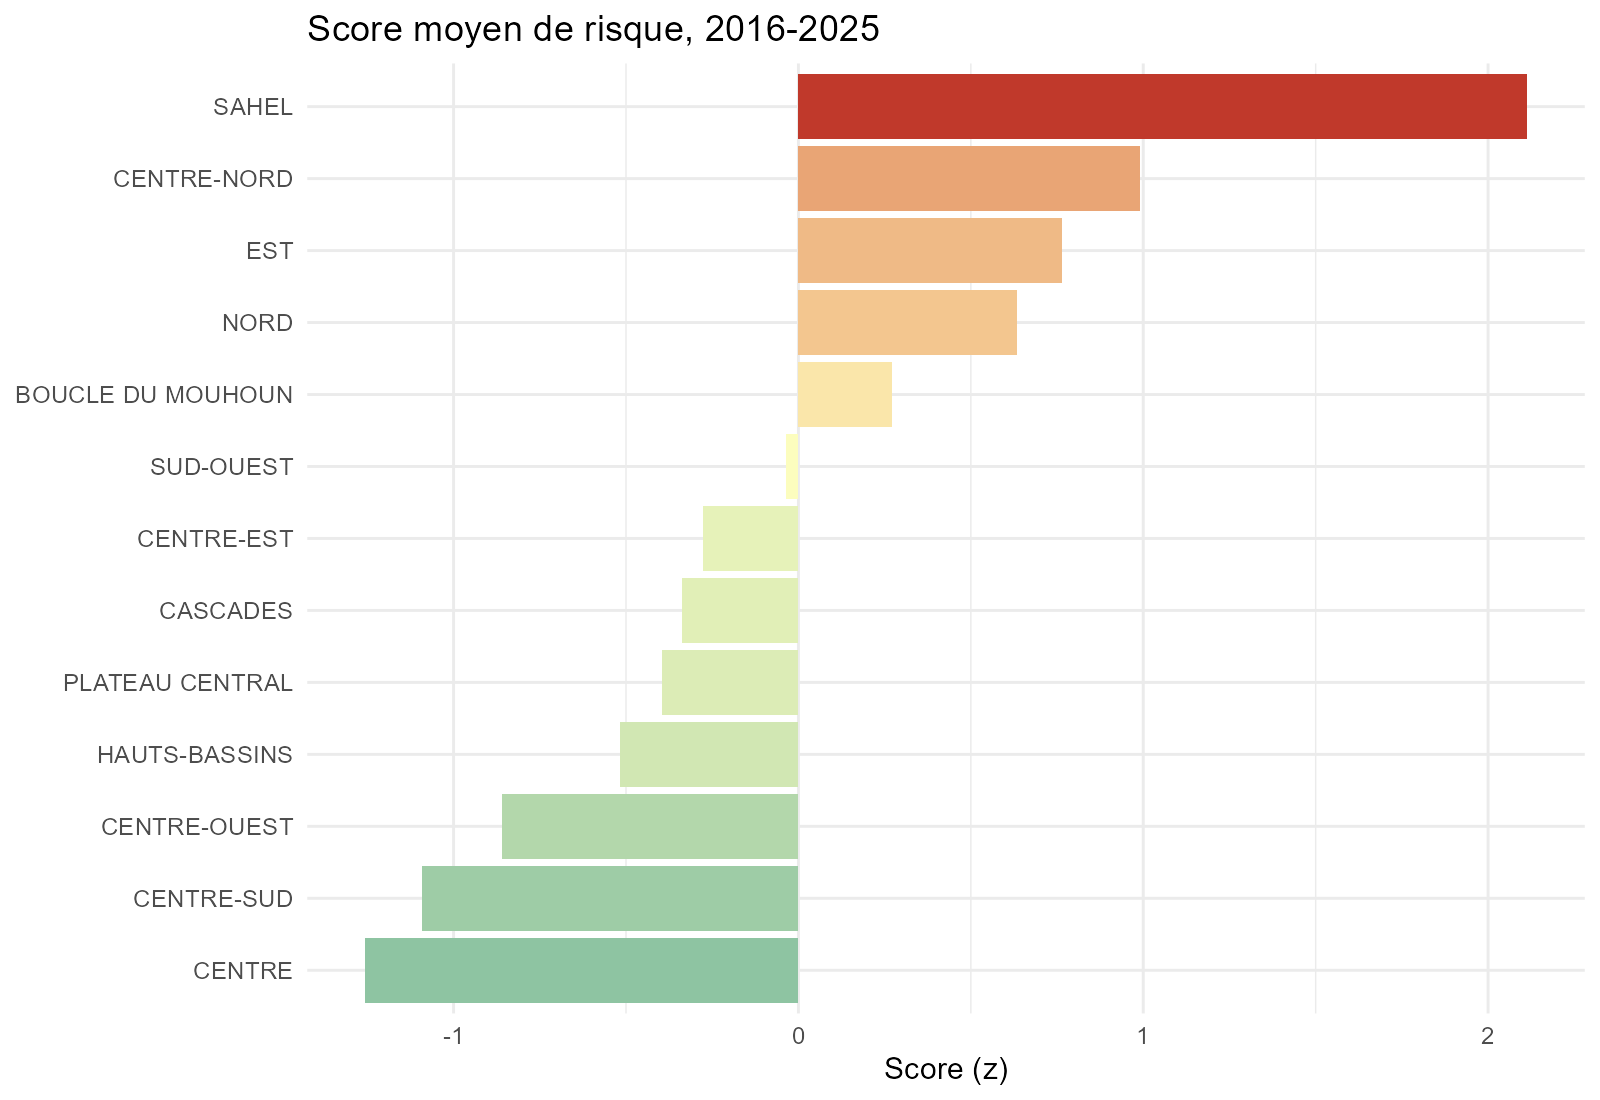 Score moyen de risque, 2016-2025
SAHEL
CENTRE-NORD
EST
NORD
BOUCLE DU MOUHOUN
SUD-OUEST
CENTRE-EST
CASCADES
PLATEAU CENTRAL
HAUTS-BASSINS
CENTRE-OUEST
CENTRE-SUD
CENTRE
-1 0 1 2
Score (z)